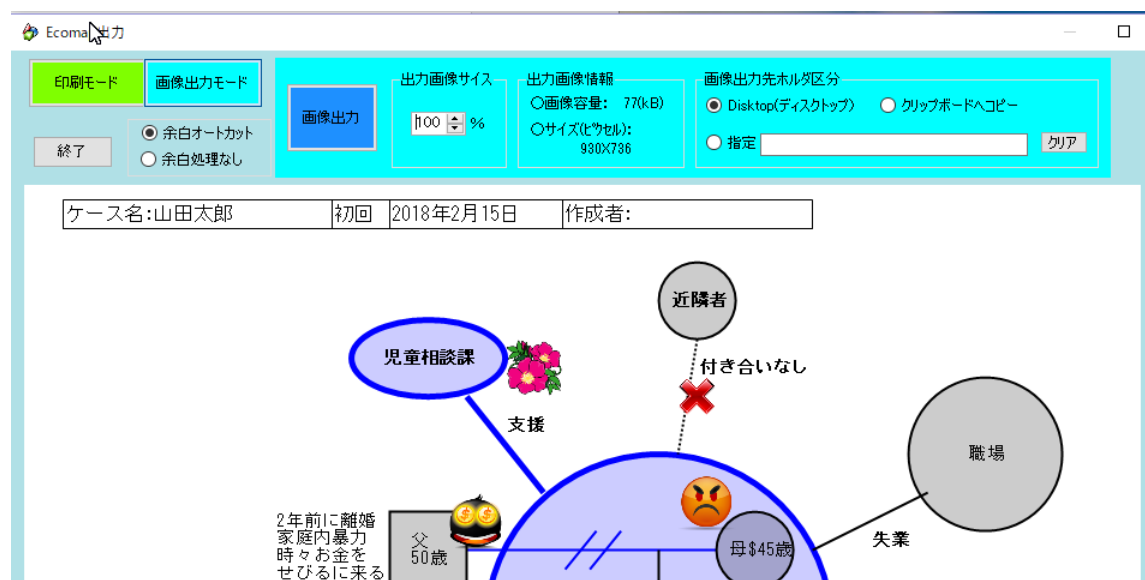 Ecomap出力
印刷モード
画像出力モード
終了
余白オートカット
余白処理なし
画像出力
出力画像サイズ
100 %
出力画像情報
○画像容量: 77(kB)
○サイズ(ピクセル):
930X736
画像出力先ホルダ区分
Disktop(ディスクトップ)
クリップボードへコピー
指定
クリア
ケース名:山田太郎
初回
2018年2月15日
作成者:
近隣者
児童相談課
付き合いなし
支援
職場
失業
2年前に離婚
家庭内暴力
時々お金を
せびるに来る
父
50歳
母$45歳